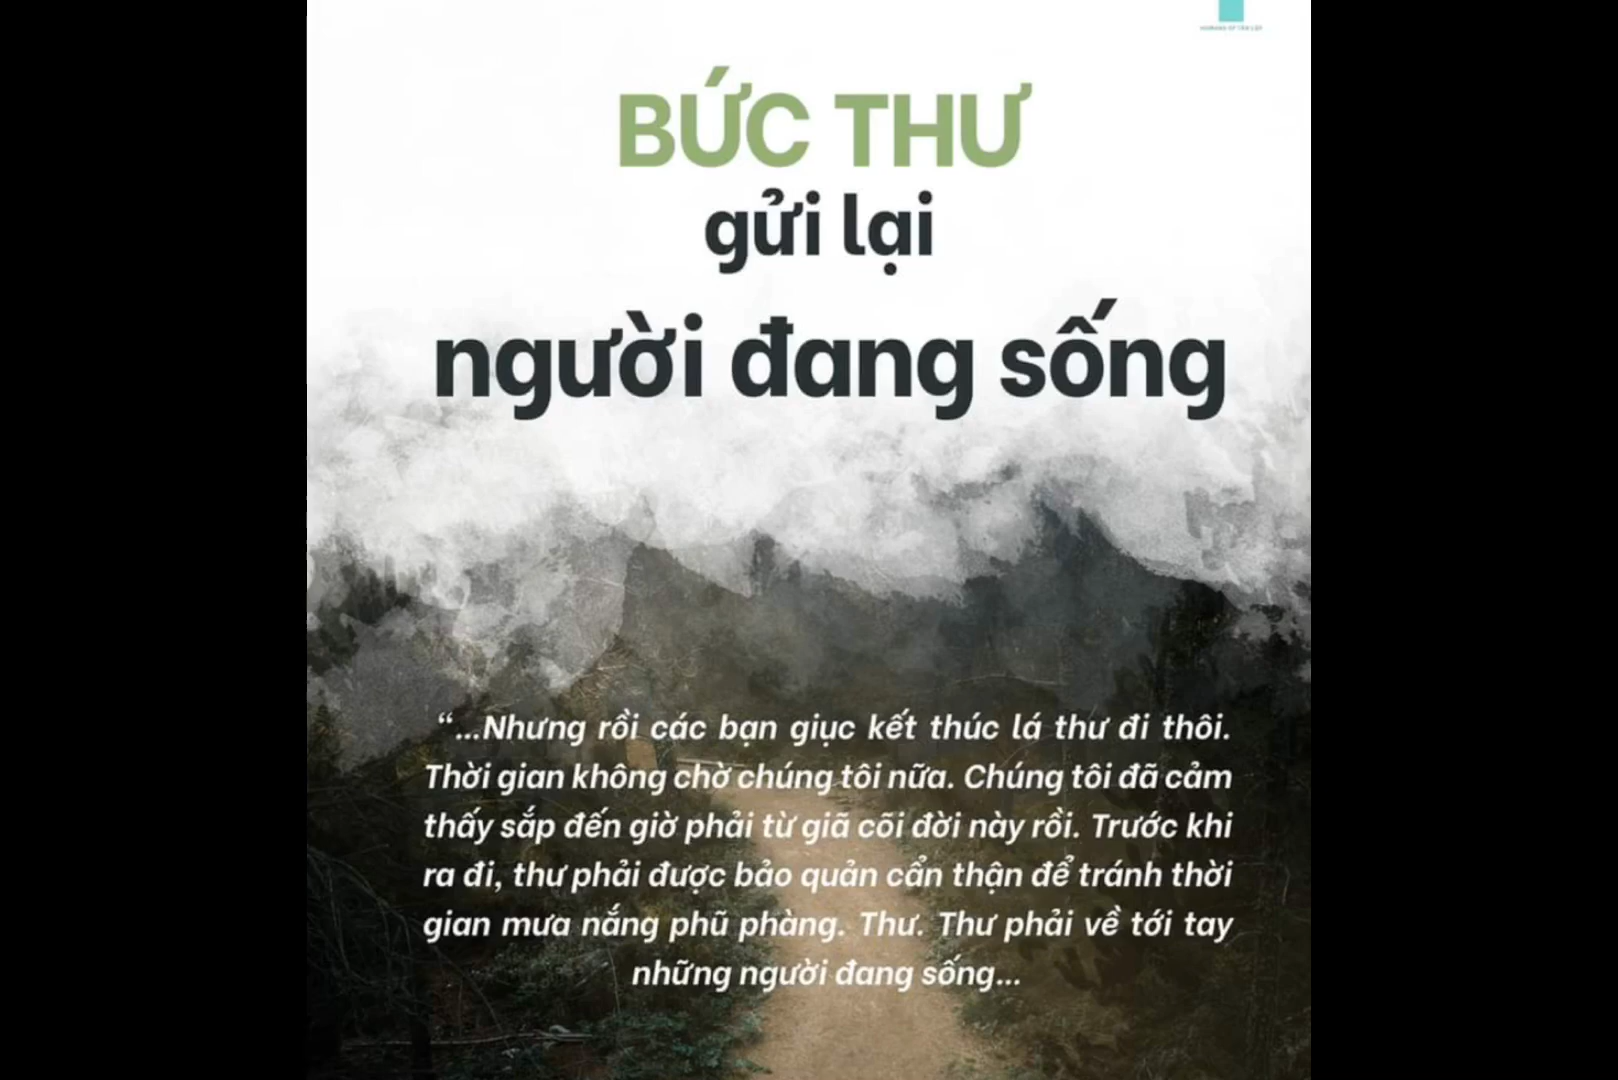 BỨC THƯ
gửi lại
người đang sống
“...Nhưng rồi các bạn giục kết thúc lá thư đi thôi.
Thời gian không chờ chúng tôi nữa. Chúng tôi đã cảm
thấy sắp đến giờ phải từ giã cõi đời này rồi. Trước khi
ra đi, thư phải được bảo quản cẩn thận để tránh thời
gian mưa nắng phũ phàng. Thư. Thư phải về tới tay
những người đang sống...